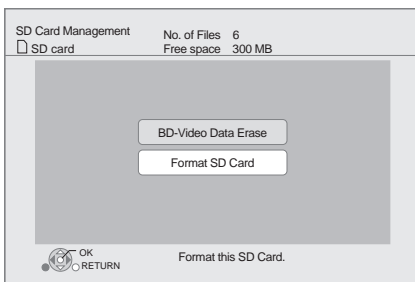 SD Card Management No. of Files 6
SD card Free space 300 MB
BD-Video Data Erase
Format SD Card
OK
RETURN
Format this SD Card.